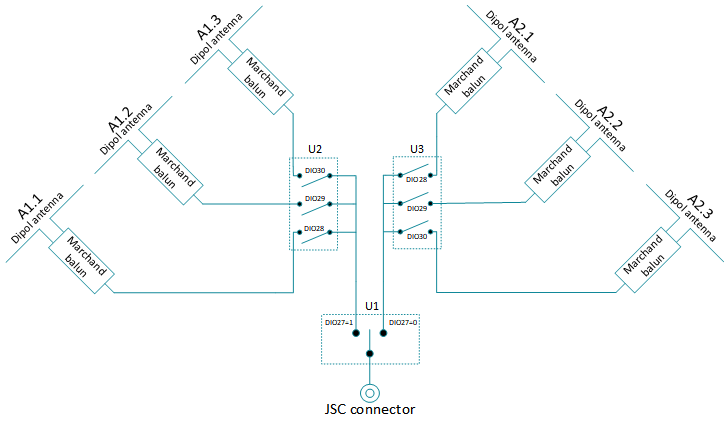 A1.3
Dipol antenna
Marchand
balun
A2.1
Dipol antenna
Marchand
balun
A1.2
Dipol antenna
Marchand
balun
A2.2
Dipol antenna
Marchand
balun
A1.1
Dipol antenna
Marchand
balun
A2.3
Dipol antenna
Marchand
balun
U2
DIO30
DIO29
DIO28
U3
DIO28
DIO29
DIO30
U1
DIO27=1
DIO27=0
JSC connector